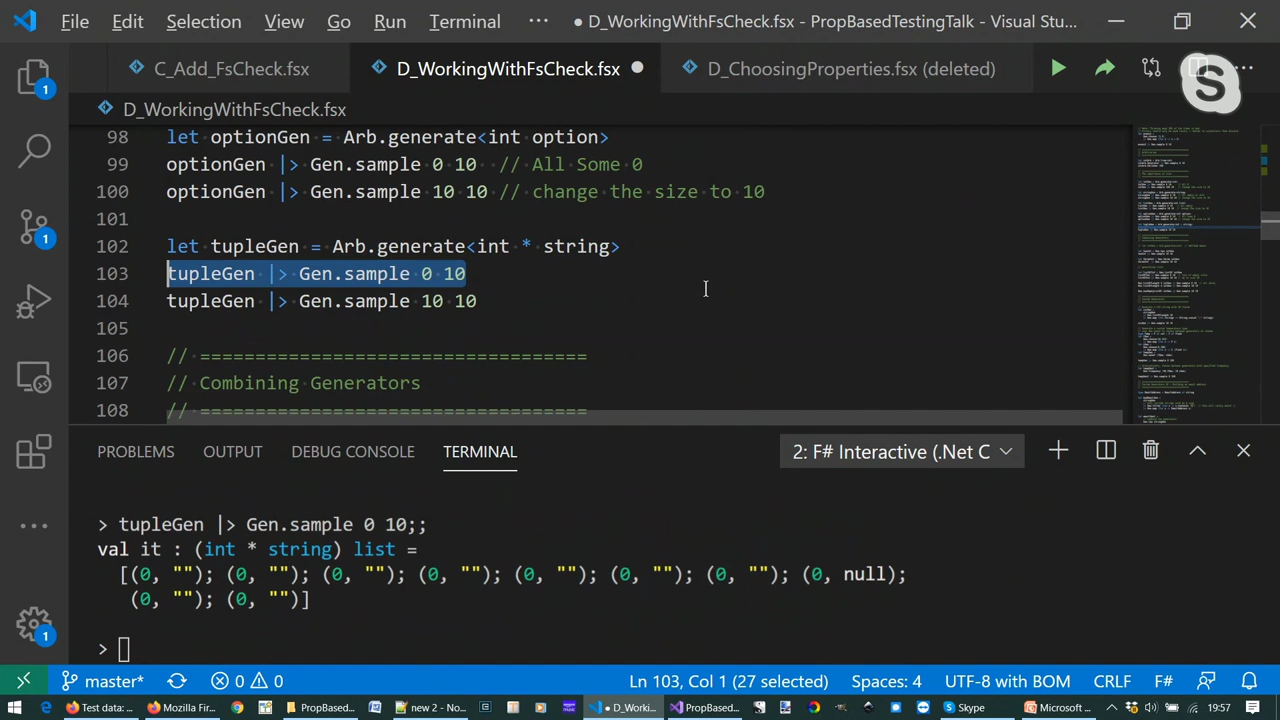 File Edit Selection View Go Run Terminal ··· ● D_WorkingWithFsCheck.fsx - PropBasedTestingTalk - Visual Stu...
C_Add_FsCheck.fsx D_WorkingWithFsCheck.fsx D_ChoosingProperties.fsx (deleted)
D_WorkingWithFsCheck.fsx
98 let optionGen = Arb.generate<int option>
99 optionGen |> Gen.sample 0 10 // All Some 0
100 optionGen |> Gen.sample 10 10 // change the size to 10
101
102 let tupleGen = Arb.generate<int * string>
103 tupleGen |> Gen.sample 0 10
104 tupleGen |> Gen.sample 10 10
105
106 // ===================================
107 // Combining Generators
108 // ===================================
PROBLEMS OUTPUT DEBUG CONSOLE TERMINAL 2: F# Interactive (.Net C
> tupleGen |> Gen.sample 0 10;;
val it : (int * string) list =
[(0, ""); (0, ""); (0, ""); (0, ""); (0, ""); (0, ""); (0, ""); (0, null);
(0, ""); (0, "")]
>
master* 0 0 Ln 103, Col 1 (27 selected) Spaces: 4 UTF-8 with BOM CRLF F#
Test data: ... Mozilla Fir... PropBased... new 2 - No... D_Workin... PropBased... Skype Microsoft ... 19:57